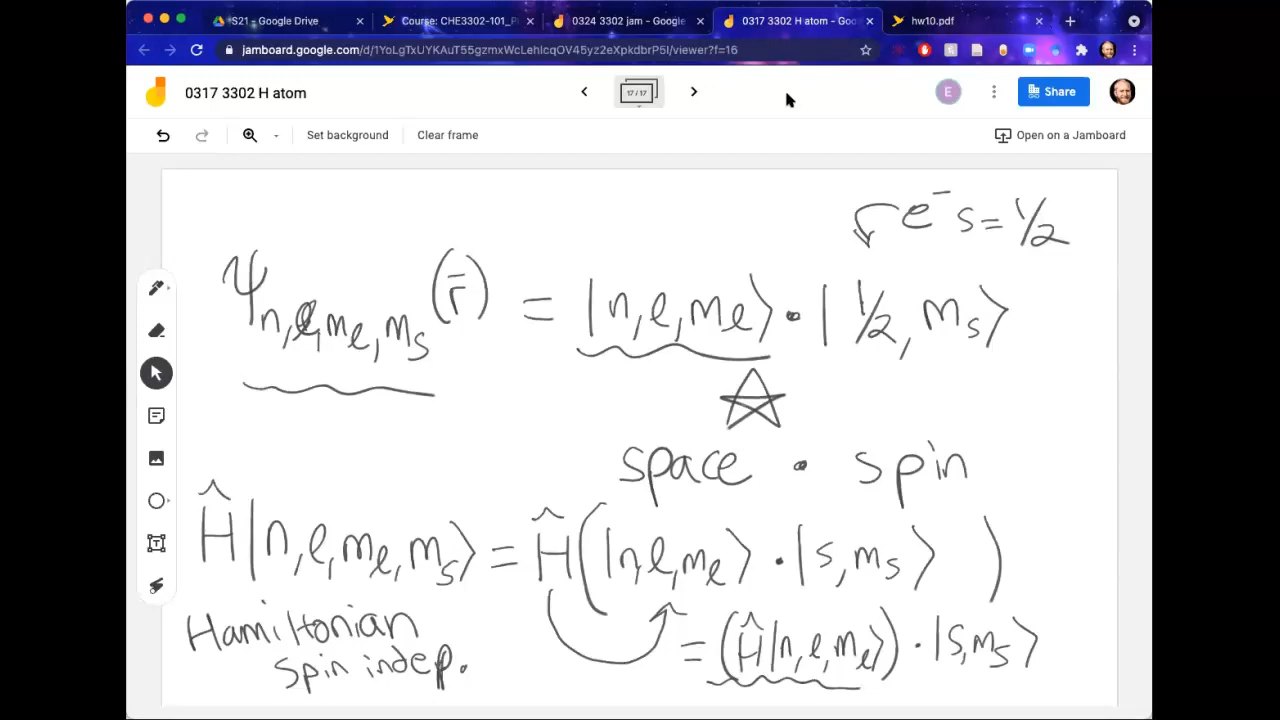 S21 - Google Drive
Course: CHE3302-101_P
0324 3302 jam - Google
0317 3302 H atom - Goo
hw10.pdf
jamboard.google.com/d/1YoLgTxUYKAuT55gzmxWcLehlcqOV45yz2eXpkdbrP5I/viewer?f=16
0317 3302 H atom
17 / 17
E
Share
Set background
Clear frame
Open on a Jamboard
e⁻ s = 1/2
ψn,ℓ,mℓ,ms(r̄) = |n,ℓ,mℓ⟩ · |1/2, ms⟩
space · spin
Ĥ|n,ℓ,mℓ,ms⟩ = Ĥ(|n,ℓ,mℓ⟩ · |s,ms⟩)
Hamiltonian
spin indep.
= (Ĥ|n,ℓ,mℓ⟩) · |s,ms⟩